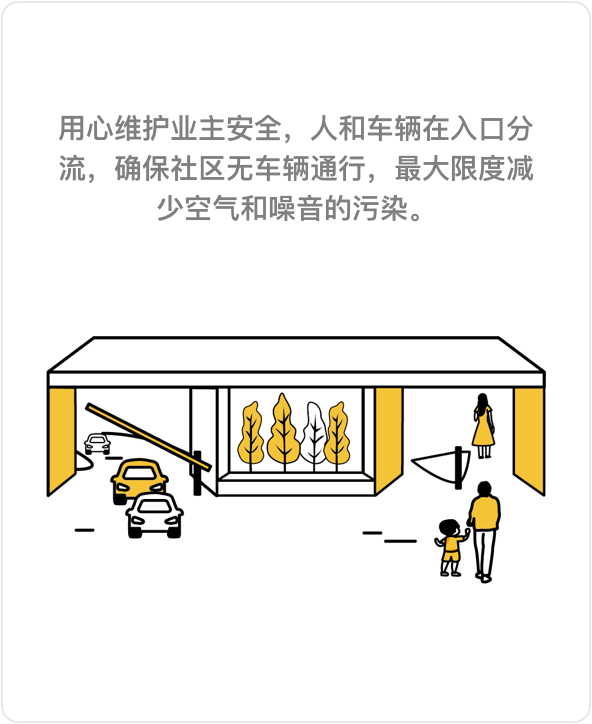 用心维护业主安全，人和车辆在入口分
流，确保社区无车辆通行，最大限度减
少空气和噪音的污染。